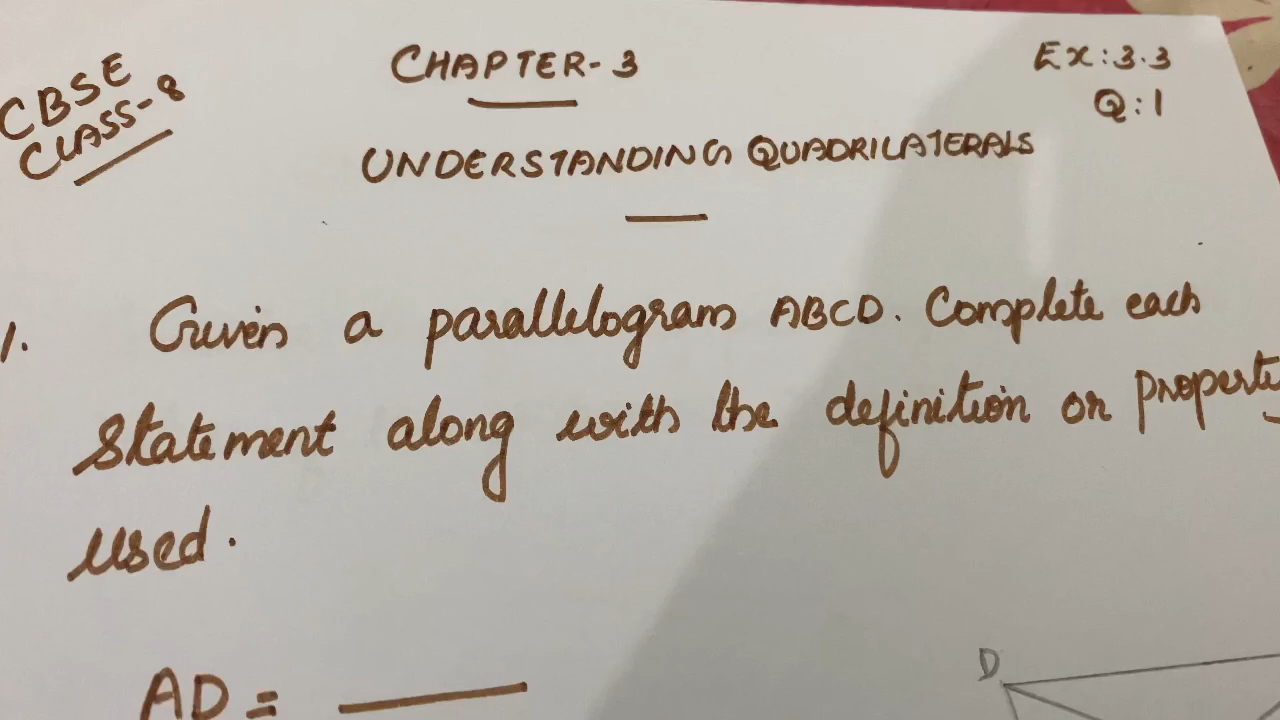 CBSE
CLASS-8
CHAPTER-3
Ex:3.3
Q:1
UNDERSTANDING QUADRILATERALS
1. Given a parallelogram ABCD. Complete each
Statement along with the definition or property
used.
AD =
D